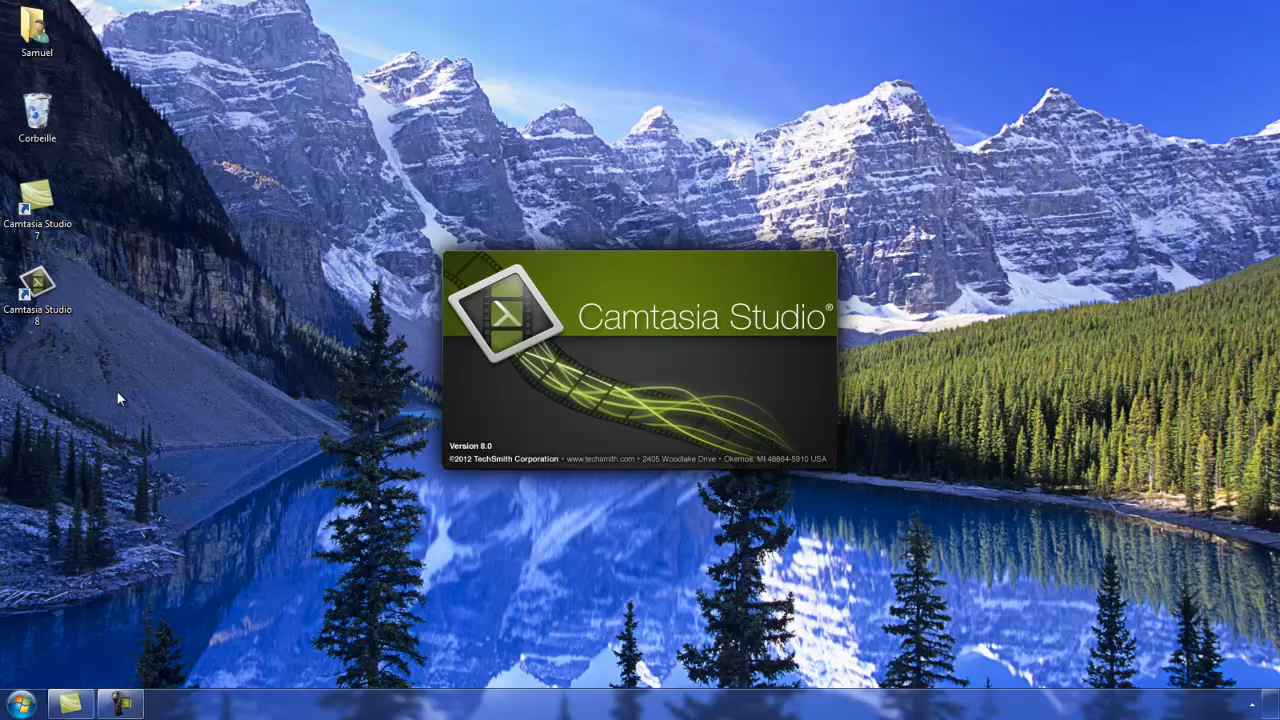 Samuel
Corbeille
Camtasia Studio
7
Camtasia Studio
8
Camtasia Studio®
Version 8.0
©2012 TechSmith Corporation • www.techsmith.com • 2405 Woodlake Drive • Okemos, MI 48864-5910 USA